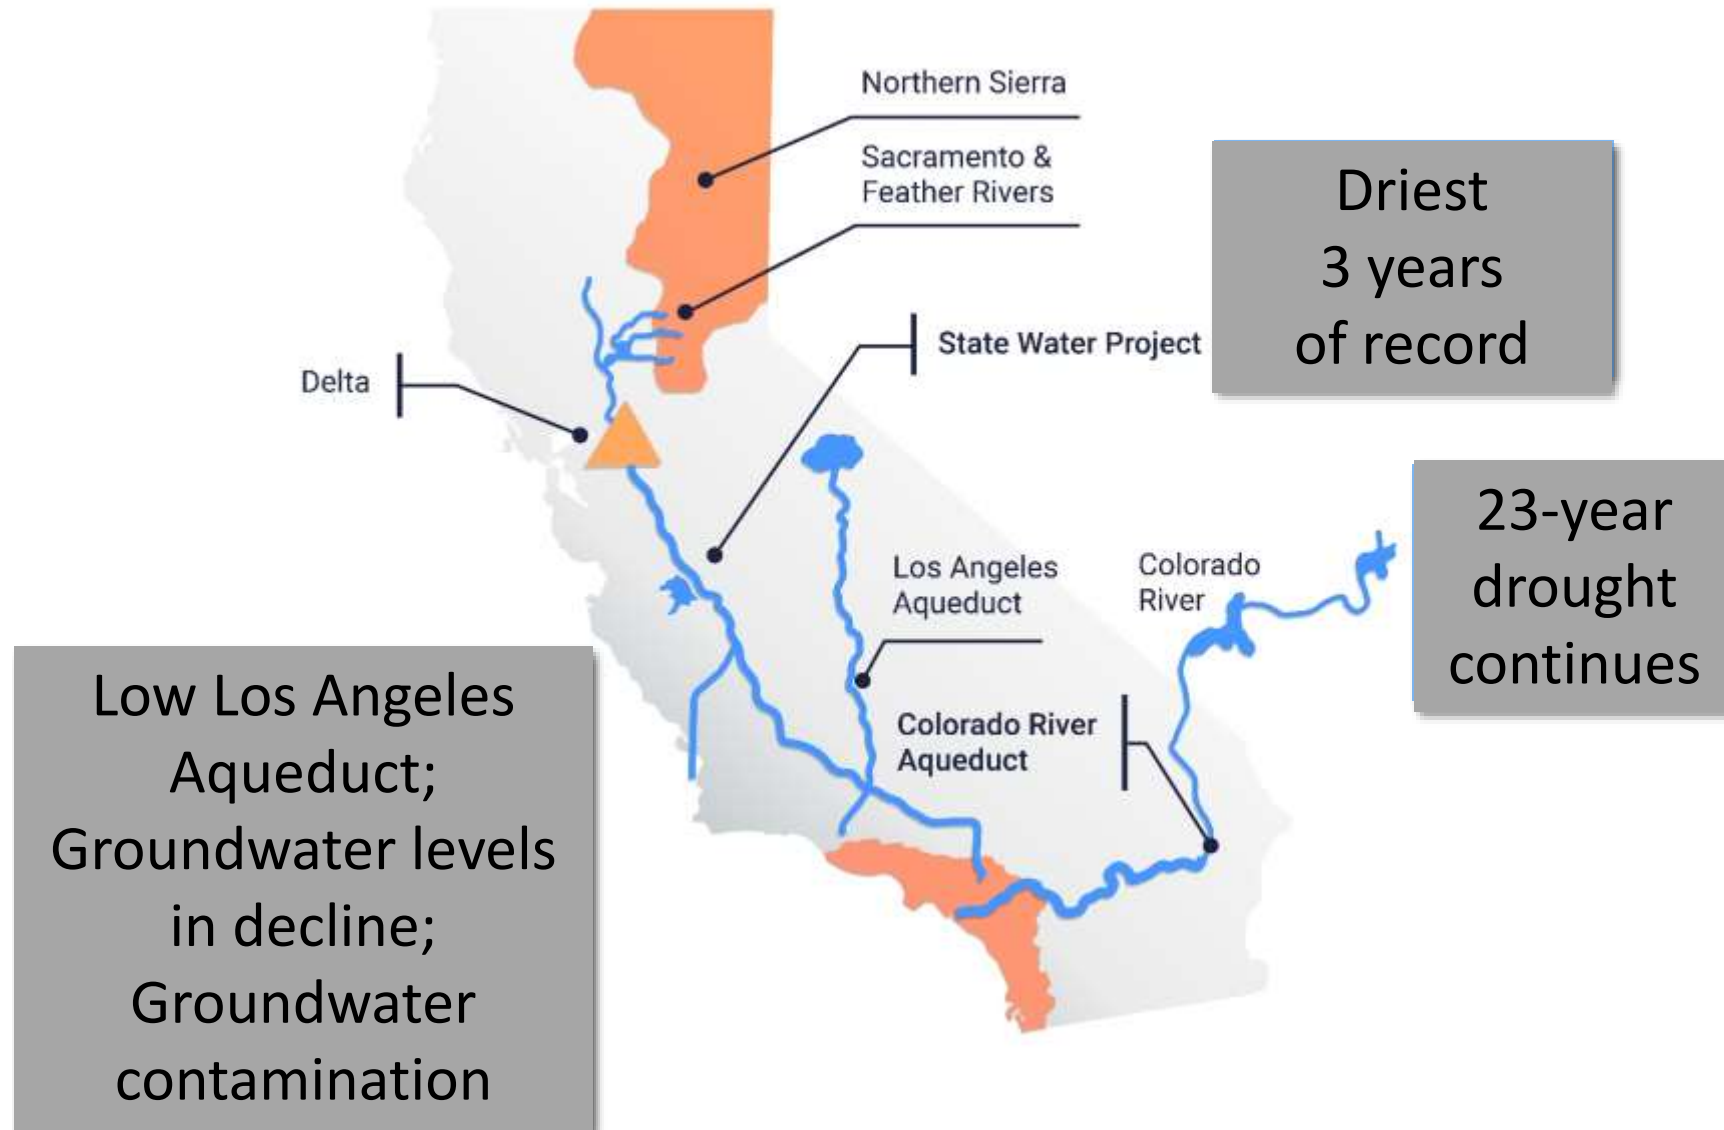 Northern Sierra
Sacramento &
Feather Rivers
Driest
3 years
of record
State Water Project
Delta
23-year
drought
continues
Los Angeles
Aqueduct
Colorado
River
Low Los Angeles
Aqueduct;
Groundwater levels
in decline;
Groundwater
contamination
Colorado River
Aqueduct